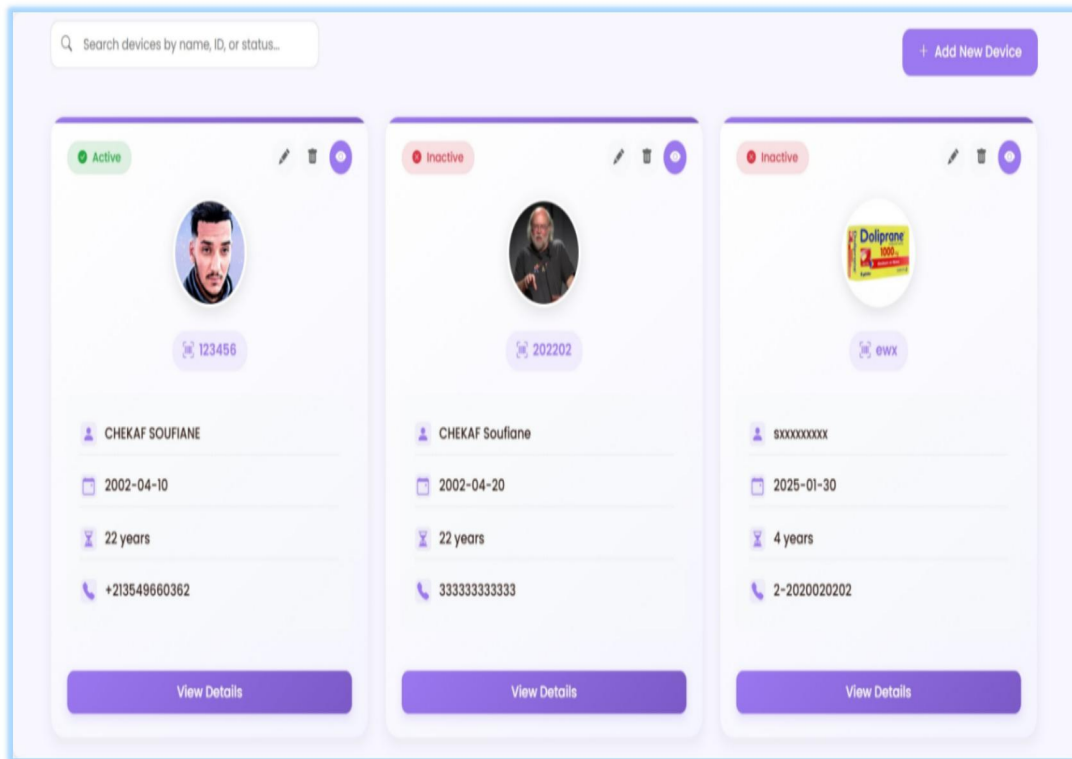 Search devices by name, ID, or status...
+ Add New Device
Active
123456
CHEKAF SOUFIANE
2002-04-10
22 years
+213549660362
View Details
Inactive
202202
CHEKAF Soufiane
2002-04-20
22 years
333333333333
View Details
Inactive
Doliprane
1000
ewx
sxxxxxxxxx
2025-01-30
4 years
2-2020020202
View Details